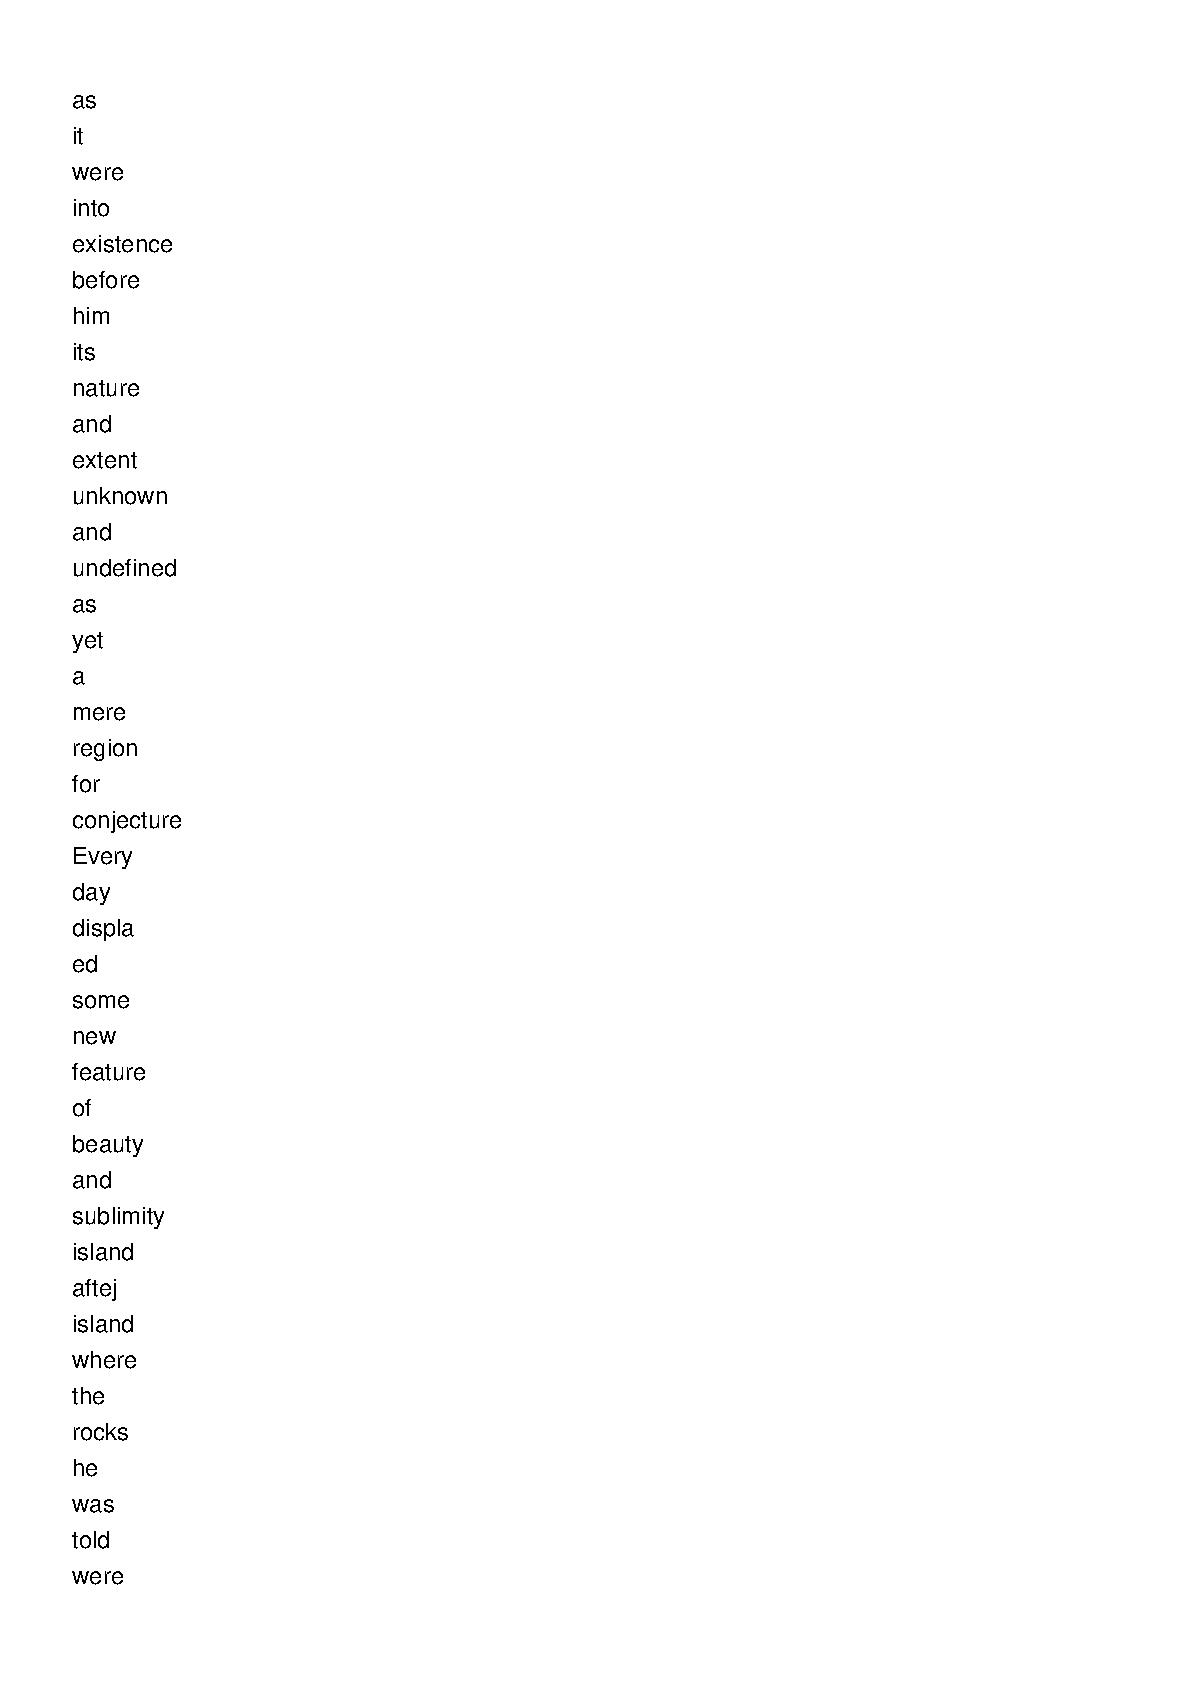 as
it
were
into
existence
before
him
its
nature
and
extent
unknown
and
undefined
as
yet
a
mere
region
for
conjecture
Every
day
displa
ed
some
new
feature
of
beauty
and
sublimity
island
aftej
island
where
the
rocks
he
was
told
were